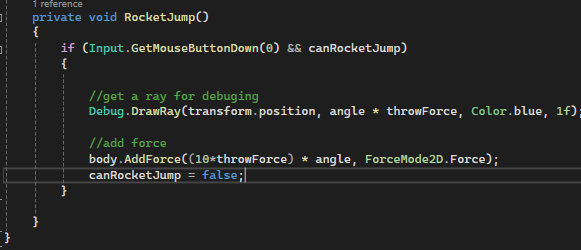 1 reference
private void RocketJump()
{
if (Input.GetMouseButtonDown(0) && canRocketJump)
{
//get a ray for debuging
Debug.DrawRay(transform.position, angle * throwForce, Color.blue, 1f);
//add force
body.AddForce((10*throwForce) * angle, ForceMode2D.Force);
canRocketJump = false;
}
}
}